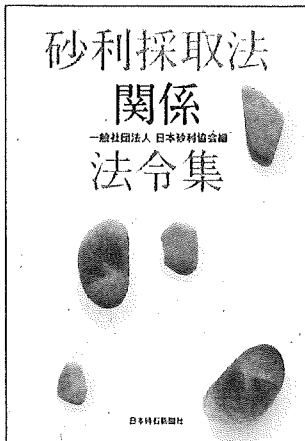 砂利採取法
関係
一般社団法人 日本砂利協会編
法令集
日本砕石新聞社